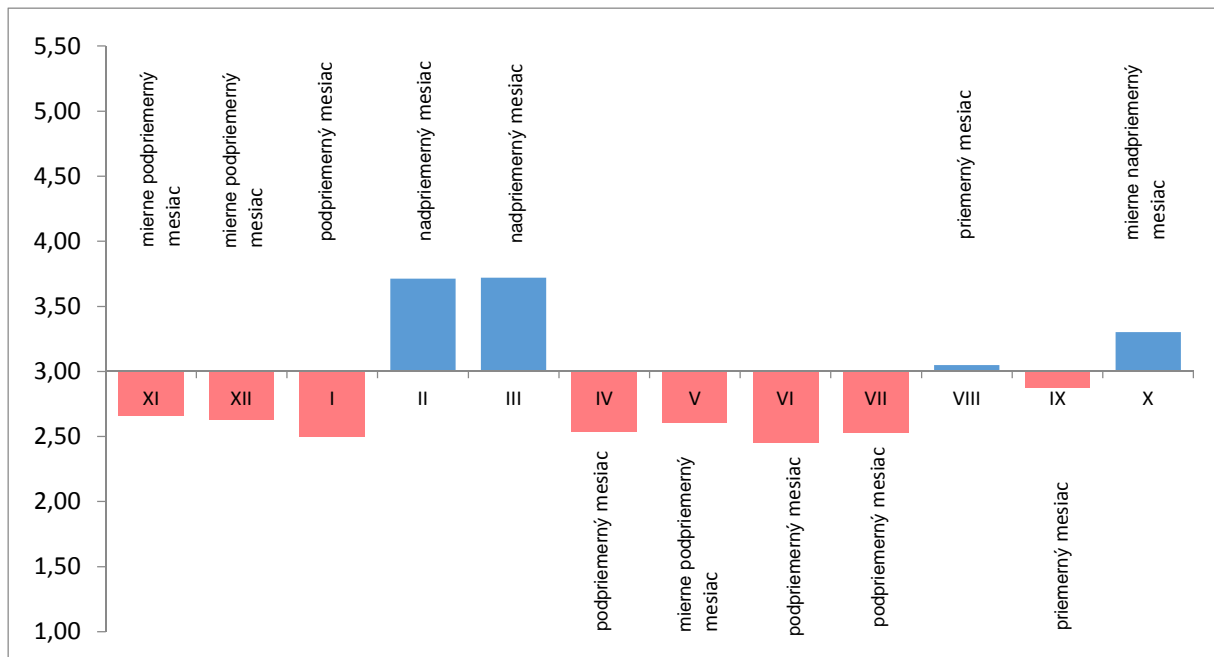 5,50
5,00
4,50
4,00
3,50
3,00
2,50
2,00
1,50
1,00
mierne podpriemerný
mesiac
mierne podpriemerný
mesiac
podpriemerný mesiac
nadpriemerný mesiac
nadpriemerný mesiac
priemerný mesiac
mierne nadpriemerný
mesiac
XI
XII
I
II
III
IV
V
VI
VII
VIII
IX
X
podpriemerný mesiac
mierne podpriemerný
mesiac
podpriemerný mesiac
podpriemerný mesiac
priemerný mesiac